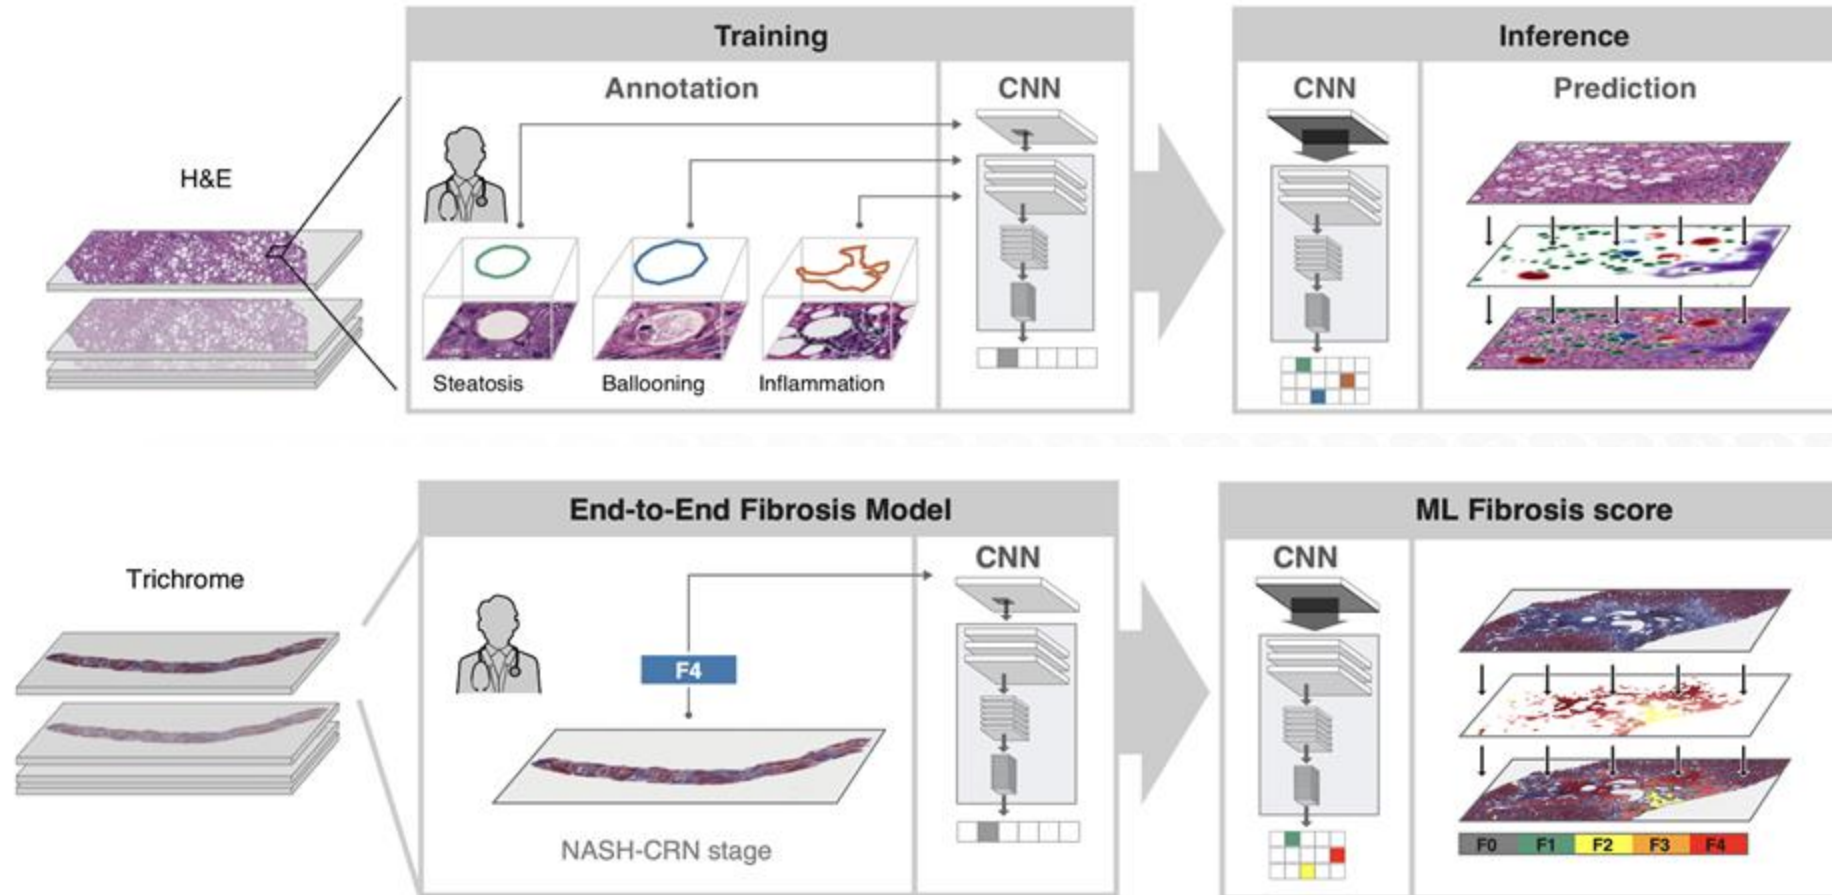 Training
Inference
Annotation
CNN
CNN
Prediction
H&E
Steatosis
Ballooning
Inflammation
End-to-End Fibrosis Model
ML Fibrosis score
CNN
CNN
Trichrome
F4
NASH-CRN stage
F0 F1 F2 F3 F4